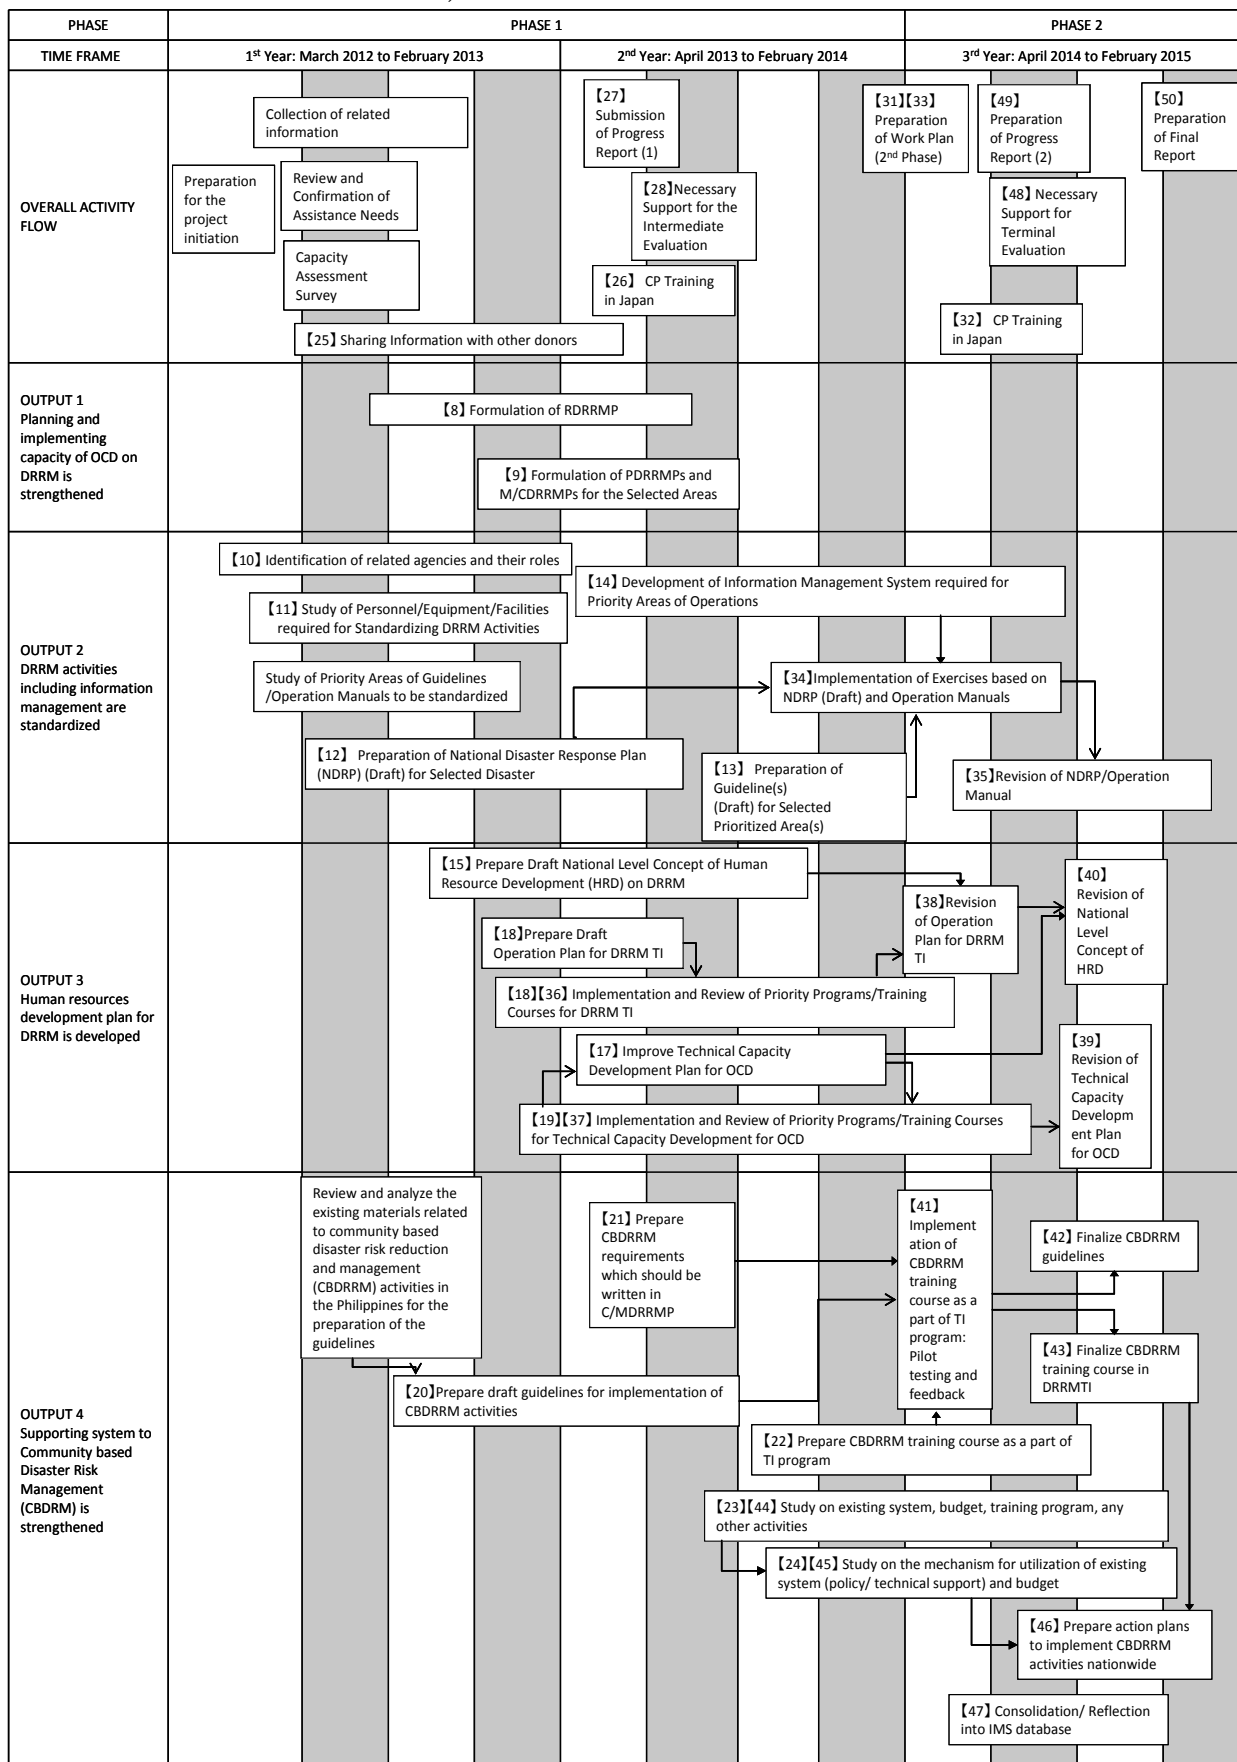 PHASE
PHASE 1
PHASE 2
TIME FRAME
1st Year: March 2012 to February 2013
2nd Year: April 2013 to February 2014
3rd Year: April 2014 to February 2015
OVERALL ACTIVITY
FLOW
Collection of related
information
Preparation
for the
project
initiation
Review and
Confirmation of
Assistance Needs
Capacity
Assessment
Survey
【25】Sharing Information with other donors
【27】
Submission
of Progress
Report (1)
【28】Necessary
Support for the
Intermediate
Evaluation
【26】 CP Training
in Japan
【31】【33】
Preparation
of Work Plan
(2nd Phase)
【49】
Preparation
of Progress
Report (2)
【50】
Preparation
of Final
Report
【48】Necessary
Support for
Terminal
Evaluation
【32】 CP Training
in Japan
OUTPUT 1
Planning and
implementing
capacity of OCD on
DRRM is
strengthened
【8】Formulation of RDRRMP
【9】Formulation of PDRRMPs and
M/CDRRMPs for the Selected Areas
OUTPUT 2
DRRM activities
including information
management are
standardized
【10】Identification of related agencies and their roles
【11】Study of Personnel/Equipment/Facilities
required for Standardizing DRRM Activities
Study of Priority Areas of Guidelines
/Operation Manuals to be standardized
【12】 Preparation of National Disaster Response Plan
(NDRP) (Draft) for Selected Disaster
【14】Development of Information Management System required for
Priority Areas of Operations
【34】Implementation of Exercises based on
NDRP (Draft) and Operation Manuals
【13】 Preparation of
Guideline(s)
(Draft) for Selected
Prioritized Area(s)
【35】Revision of NDRP/Operation
Manual
OUTPUT 3
Human resources
development plan for
DRRM is developed
【15】Prepare Draft National Level Concept of Human
Resource Development (HRD) on DRRM
【18】Prepare Draft
Operation Plan for DRRM TI
【18】【36】Implementation and Review of Priority Programs/Training
Courses for DRRM TI
【17】Improve Technical Capacity
Development Plan for OCD
【19】【37】Implementation and Review of Priority Programs/Training Courses
for Technical Capacity Development for OCD
【38】Revision
of Operation
Plan for DRRM
TI
【40】
Revision of
National
Level
Concept of
HRD
【39】
Revision of
Technical
Capacity
Developm
ent Plan
for OCD
OUTPUT 4
Supporting system to
Community based
Disaster Risk
Management
(CBDRM) is
strengthened
Review and analyze the
existing materials related
to community based
disaster risk reduction
and management
(CBDRRM) activities in
the Philippines for the
preparation of the
guidelines
【20】Prepare draft guidelines for implementation of
CBDRRM activities
【21】Prepare
CBDRRM
requirements
which should be
written in
C/MDRRMP
【41】
Implement
ation of
CBDRRM
training
course as a
part of TI
program:
Pilot
testing and
feedback
【42】Finalize CBDRRM
guidelines
【43】Finalize CBDRRM
training course in
DRRMTI
【22】Prepare CBDRRM training course as a part of
TI program
【23】【44】Study on existing system, budget, training program, any
other activities
【24】【45】Study on the mechanism for utilization of existing
system (policy/ technical support) and budget
【46】Prepare action plans
to implement CBDRRM
activities nationwide
【47】Consolidation/ Reflection
into IMS database